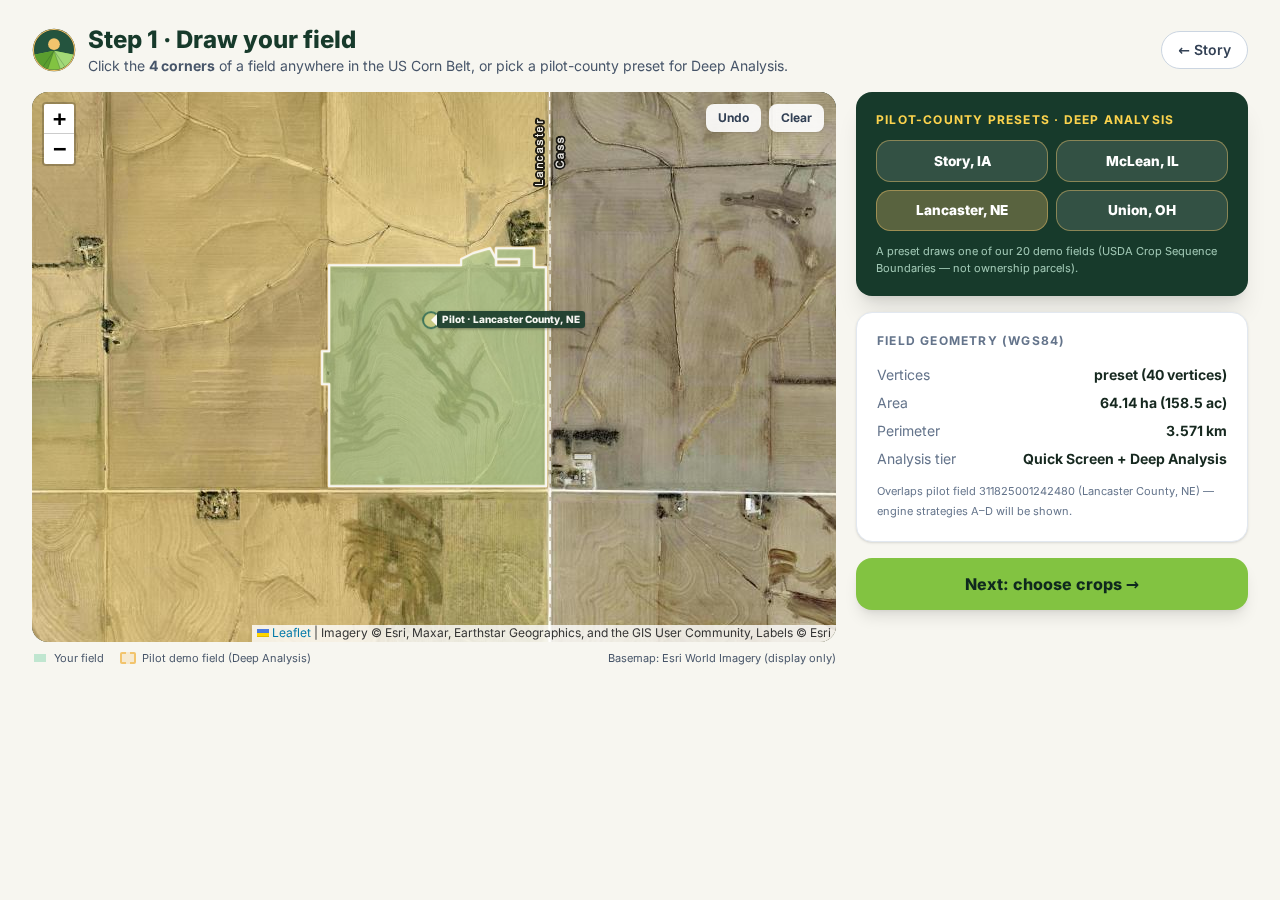 Step 1 · Draw your field
Click the 4 corners of a field anywhere in the US Corn Belt, or pick a pilot-county preset for Deep Analysis.
← Story
+
−
Undo
Clear
Lancaster
Cass
Pilot · Lancaster County, NE
Leaflet | Imagery © Esri, Maxar, Earthstar Geographics, and the GIS User Community, Labels © Esri
Your field
Pilot demo field (Deep Analysis)
Basemap: Esri World Imagery (display only)
PILOT-COUNTY PRESETS · DEEP ANALYSIS
Story, IA
McLean, IL
Lancaster, NE
Union, OH
A preset draws one of our 20 demo fields (USDA Crop Sequence
Boundaries — not ownership parcels).
FIELD GEOMETRY (WGS84)
Vertices preset (40 vertices)
Area 64.14 ha (158.5 ac)
Perimeter 3.571 km
Analysis tier Quick Screen + Deep Analysis
Overlaps pilot field 311825001242480 (Lancaster County, NE) —
engine strategies A–D will be shown.
Next: choose crops →